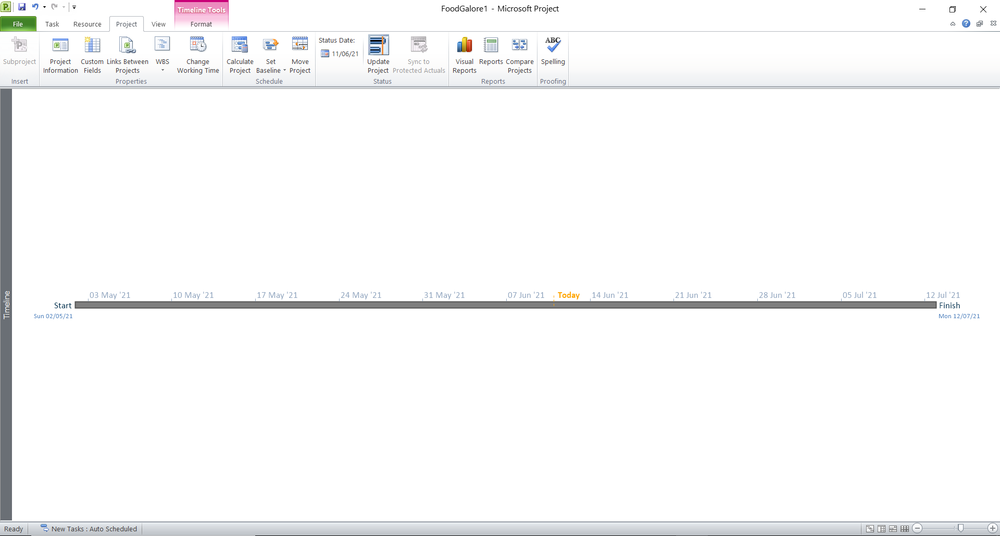 FoodGalore1 - Microsoft Project
Timeline Tools
File Task Resource Project View Format
Subproject
Insert
Project Information
Custom Fields
Links Between Projects
WBS
Change Working Time
Properties
Calculate Project
Set Baseline
Move Project
Schedule
Status Date:
11/06/21
Update Project
Sync to Protected Actuals
Status
Visual Reports
Reports
Compare Projects
Reports
ABC
Spelling
Proofing
Timeline
03 May '21 10 May '21 17 May '21 24 May '21 31 May '21 07 Jun '21 Today 14 Jun '21 21 Jun '21 28 Jun '21 05 Jul '21 12 Jul '21
Start Finish
Sun 02/05/21 Mon 12/07/21
Ready New Tasks : Auto Scheduled